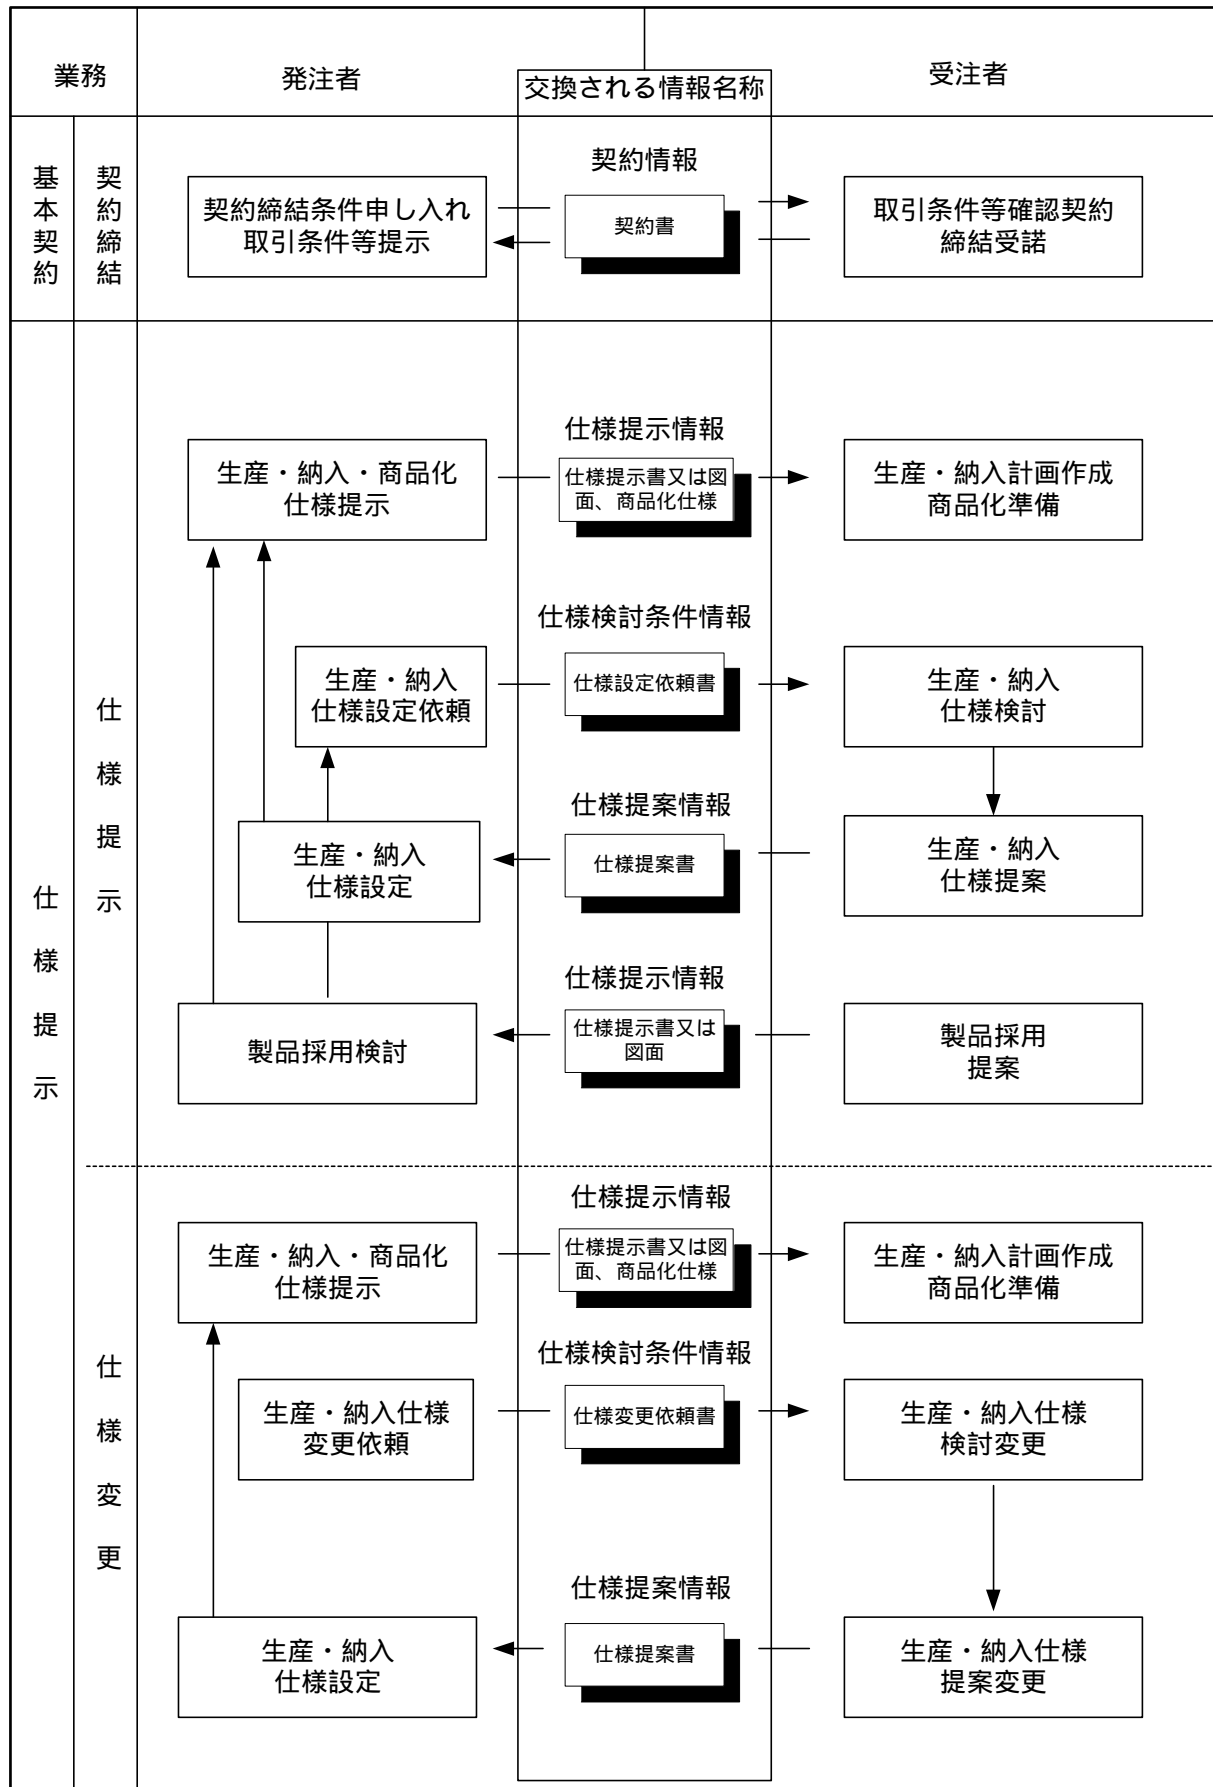 業務
発注者
交換される情報名称
受注者
基本契約
契約締結
契約情報
契約締結条件申し入れ
取引条件等提示
契約書
取引条件等確認契約
締結受諾
仕様提示
仕様提示
仕様提示情報
生産・納入・商品化
仕様提示
仕様提示書又は図
面、商品化仕様
生産・納入計画作成
商品化準備
仕様検討条件情報
生産・納入
仕様設定依頼
仕様設定依頼書
生産・納入
仕様検討
仕様提案情報
生産・納入
仕様設定
仕様提案書
生産・納入
仕様提案
仕様提示情報
製品採用検討
仕様提示書又は
図面
製品採用
提案
仕様変更
仕様提示情報
生産・納入・商品化
仕様提示
仕様提示書又は図
面、商品化仕様
生産・納入計画作成
商品化準備
仕様検討条件情報
生産・納入仕様
変更依頼
仕様変更依頼書
生産・納入仕様
検討変更
仕様提案情報
生産・納入
仕様設定
仕様提案書
生産・納入仕様
提案変更